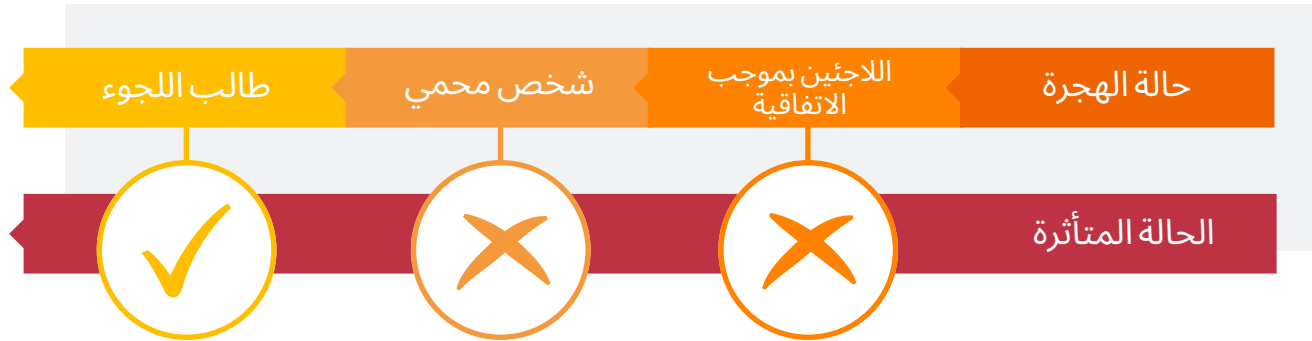 حالة الهجرة
اللاجئين بموجب
الاتفاقية
شخص محمي
طالب اللجوء
الحالة المتأثرة